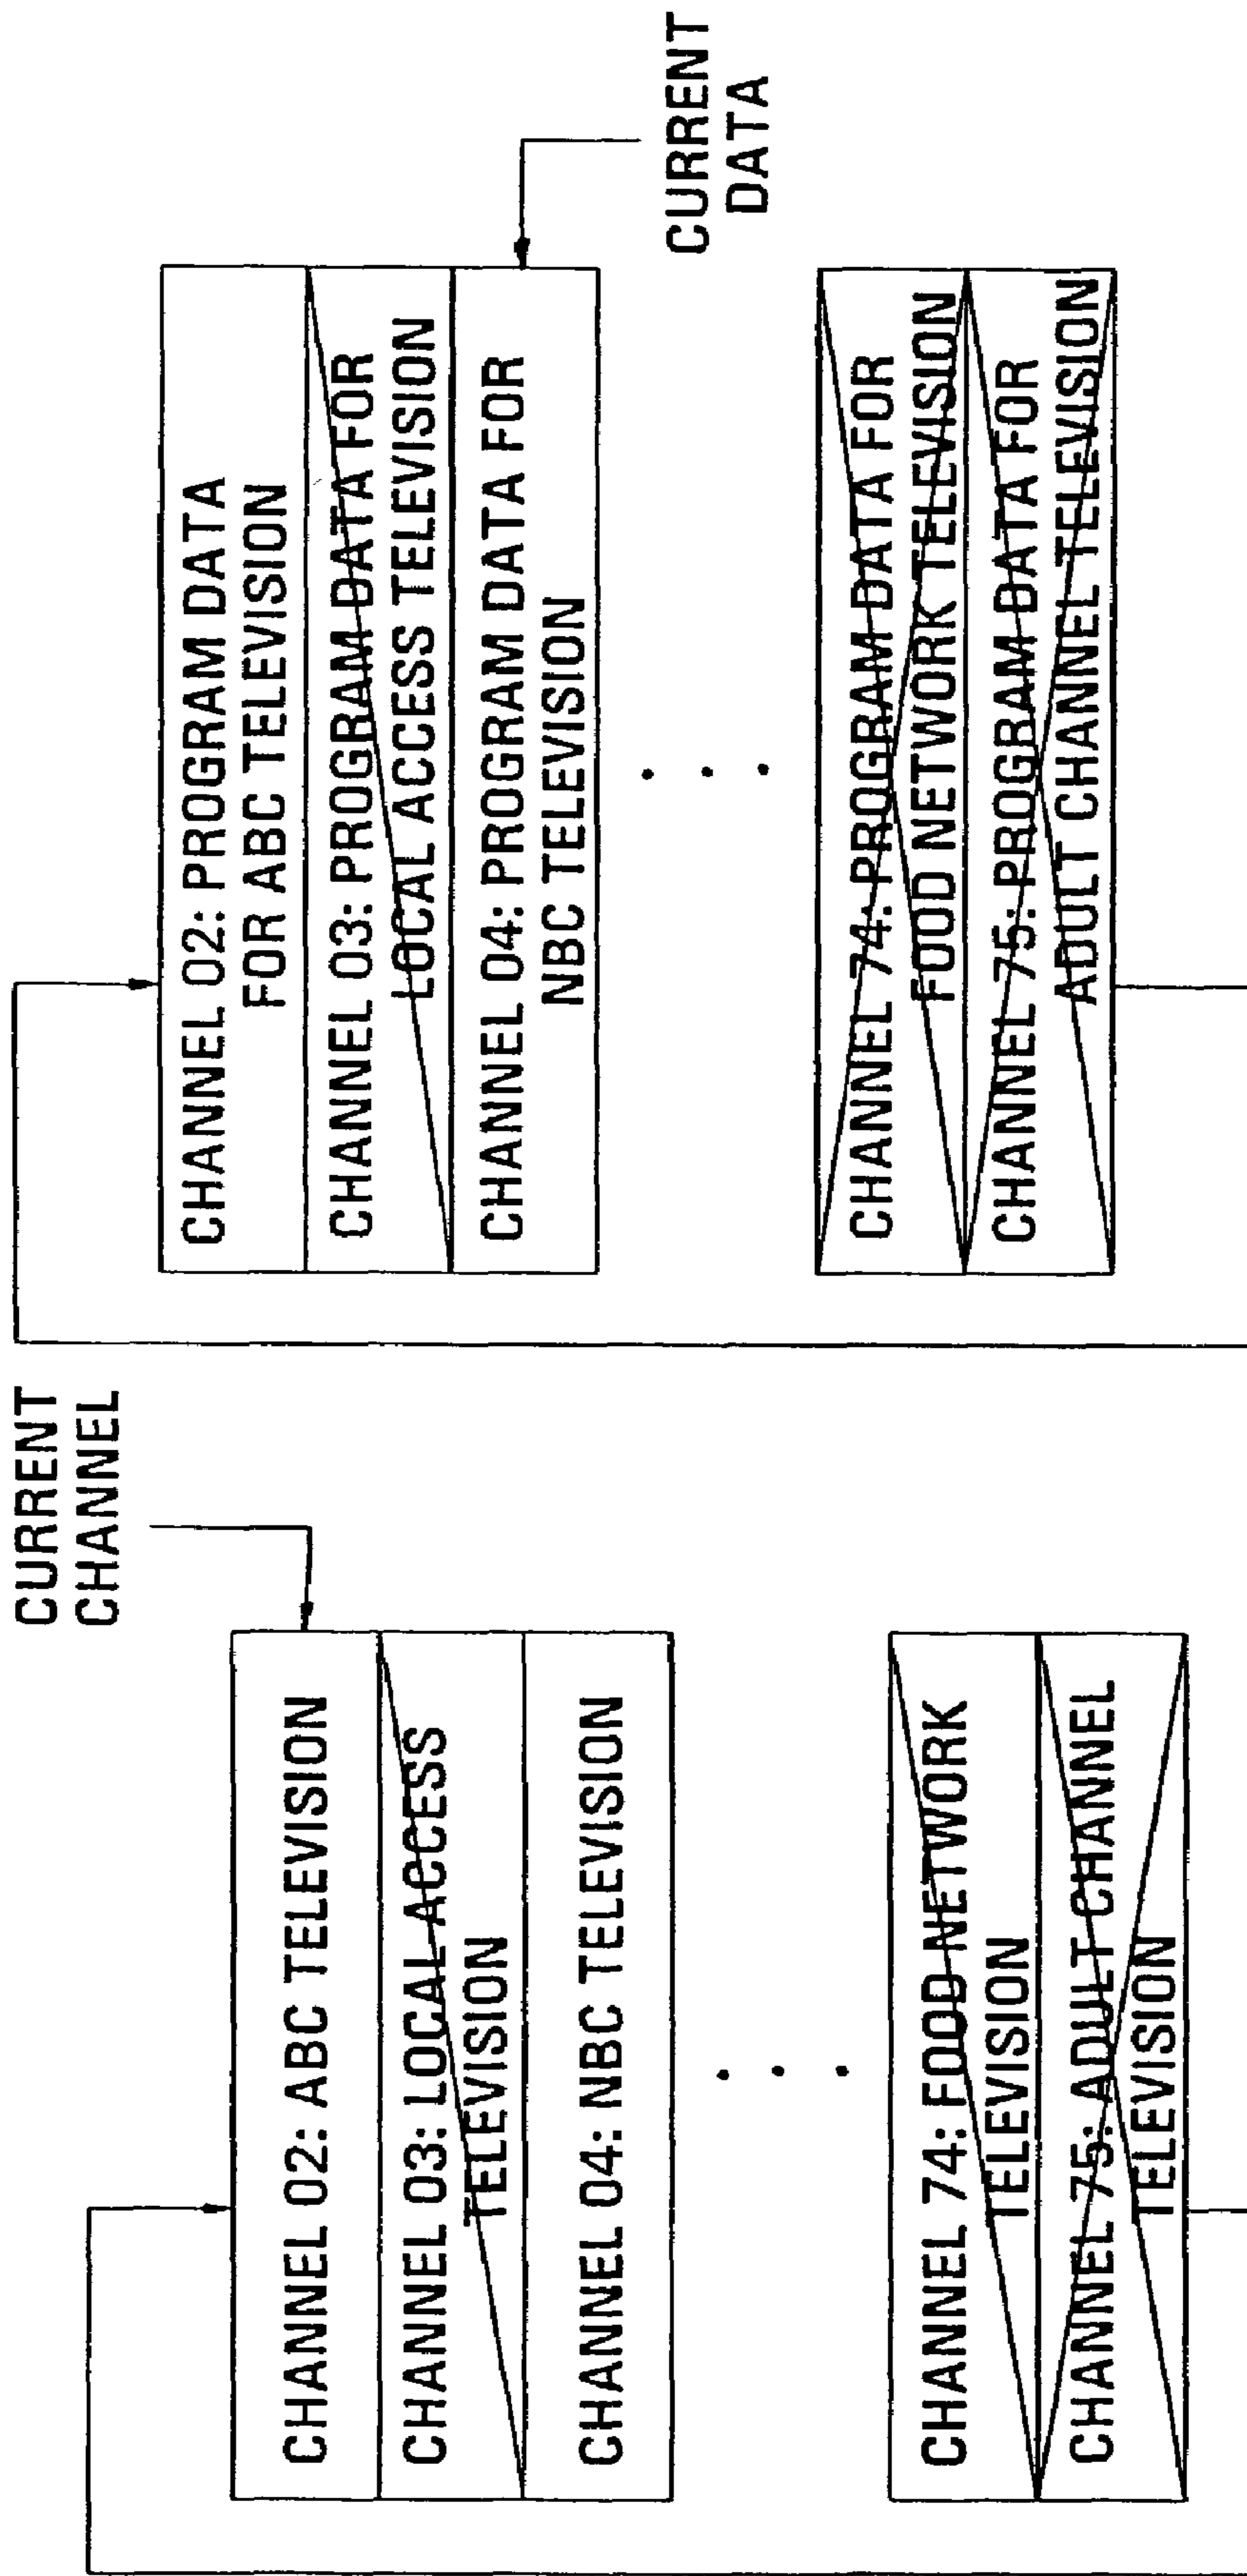 CURRENT
CHANNEL
CHANNEL 02: ABC TELEVISION
CHANNEL 03: LOCAL ACCESS
TELEVISION
CHANNEL 04: NBC TELEVISION
CHANNEL 74: FOOD NETWORK
TELEVISION
CHANNEL 75: ADULT CHANNEL
TELEVISION
CHANNEL 02: PROGRAM DATA
FOR ABC TELEVISION
CHANNEL 03: PROGRAM DATA FOR
LOCAL ACCESS TELEVISION
CHANNEL 04: PROGRAM DATA FOR
NBC TELEVISION
CURRENT
DATA
CHANNEL 74: PROGRAM DATA FOR
FOOD NETWORK TELEVISION
CHANNEL 75: PROGRAM DATA FOR
ADULT CHANNEL TELEVISION